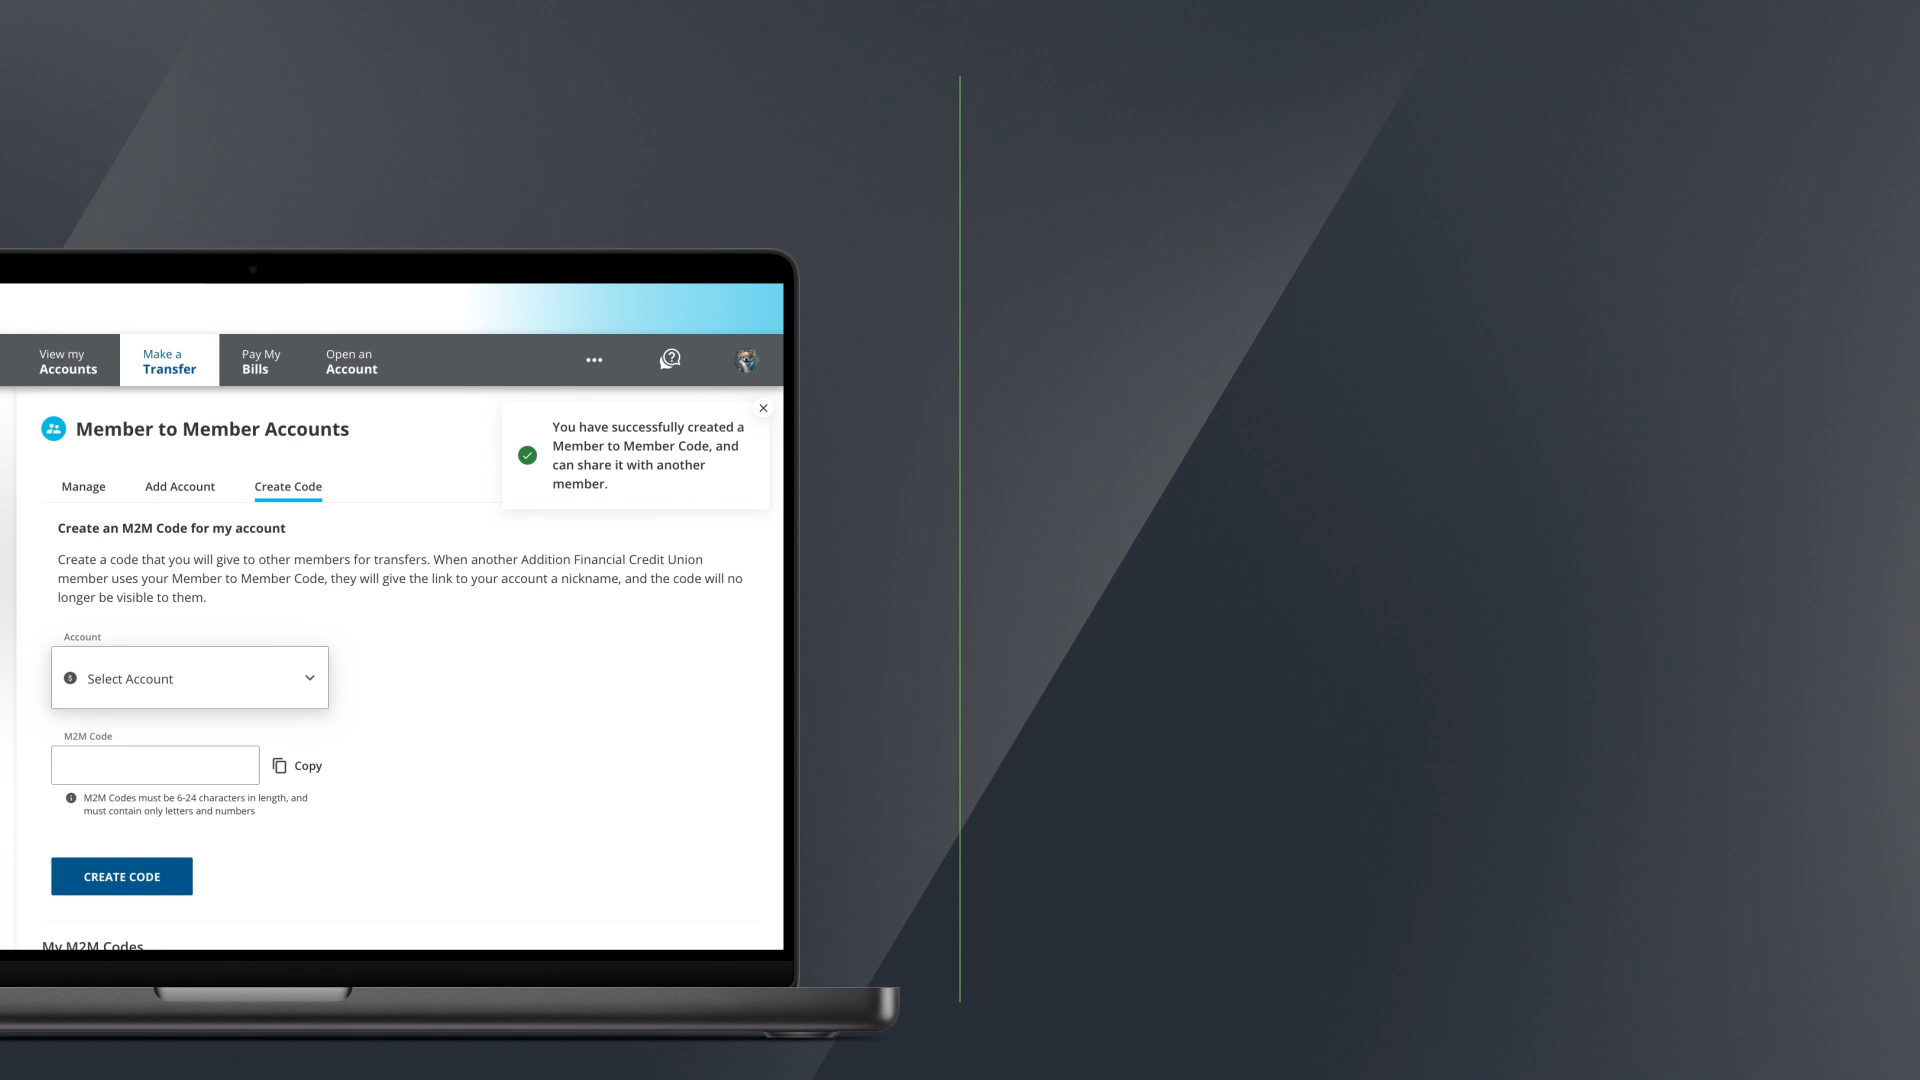 View my
Accounts
Make a
Transfer
Pay My
Bills
Open an
Account
Member to Member Accounts
You have successfully created a
Member to Member Code, and
can share it with another
member.
Manage
Add Account
Create Code
Create an M2M Code for my account
Create a code that you will give to other members for transfers. When another Addition Financial Credit Union
member uses your Member to Member Code, they will give the link to your account a nickname, and the code will no
longer be visible to them.
Account
Select Account
M2M Code
Copy
M2M Codes must be 6-24 characters in length, and
must contain only letters and numbers
CREATE CODE
My M2M Codes